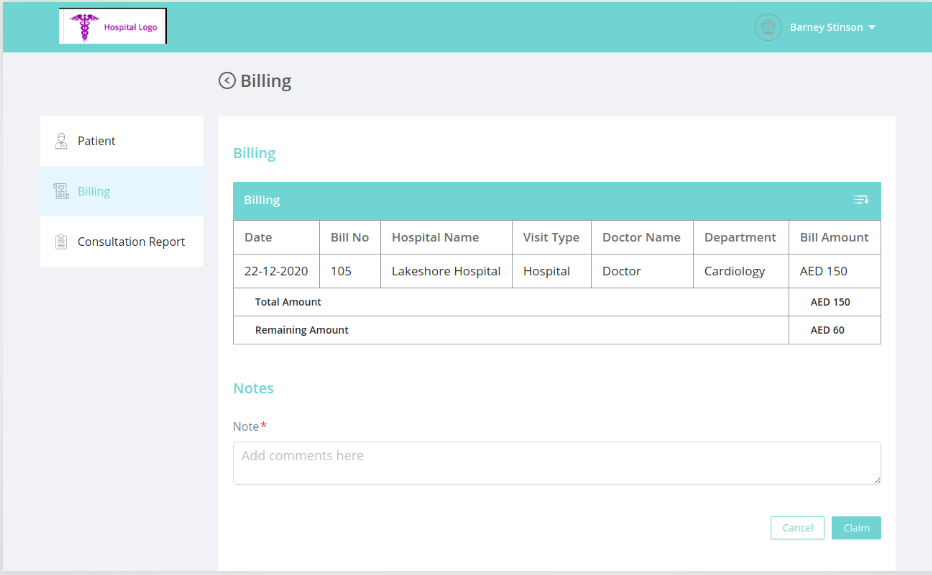 Hospital Logo
Barney Stinson
Billing
Patient
Billing
Consultation Report
Billing
Billing
Date Bill No Hospital Name Visit Type Doctor Name Department Bill Amount
22-12-2020 105 Lakeshore Hospital Hospital Doctor Cardiology AED 150
Total Amount AED 150
Remaining Amount AED 60
Notes
Note*
Add comments here
Cancel Claim